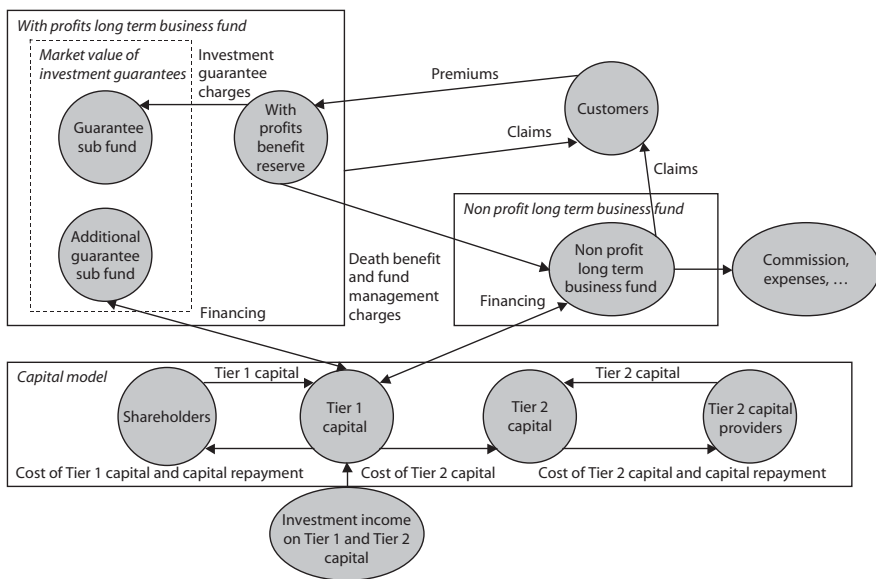 With profits long term business fund
Market value of
investment guarantees
Investment
guarantee
charges
Guarantee
sub fund
With
profits
benefit
reserve
Premiums
Customers
Claims
Claims
Additional
guarantee
sub fund
Non profit long term business fund
Non profit
long term
business fund
Commission,
expenses, ...
Death benefit
and fund
management
charges
Financing
Financing
Capital model
Shareholders
Tier 1 capital
Tier 1
capital
Tier 2
capital
Tier 2 capital
Tier 2 capital
providers
Cost of Tier 1 capital and capital repayment
Cost of Tier 2 capital
Cost of Tier 2 capital and capital repayment
Investment income
on Tier 1 and Tier 2
capital